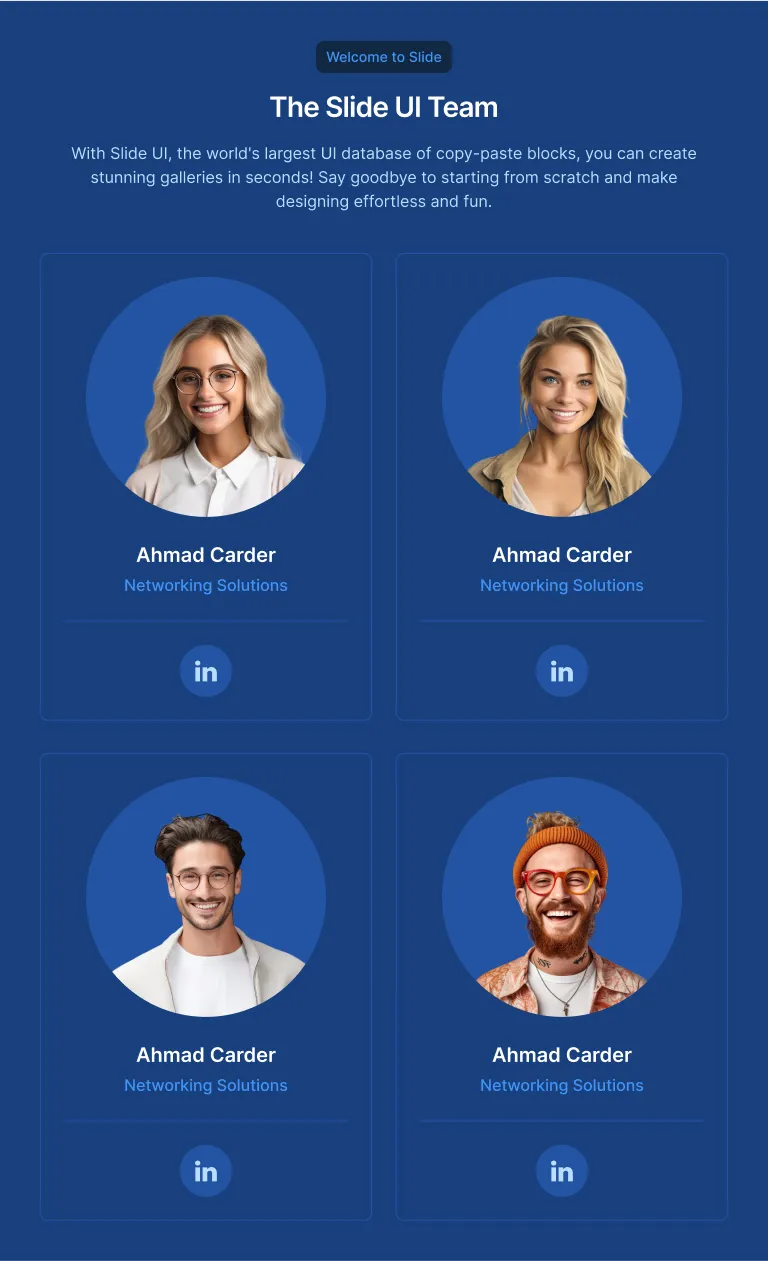 Welcome to Slide
The Slide UI Team
With Slide UI, the world's largest UI database of copy-paste blocks, you can create
stunning galleries in seconds! Say goodbye to starting from scratch and make
designing effortless and fun.
Ahmad Carder
Networking Solutions
in
Ahmad Carder
Networking Solutions
in
Ahmad Carder
Networking Solutions
in
Ahmad Carder
Networking Solutions
in